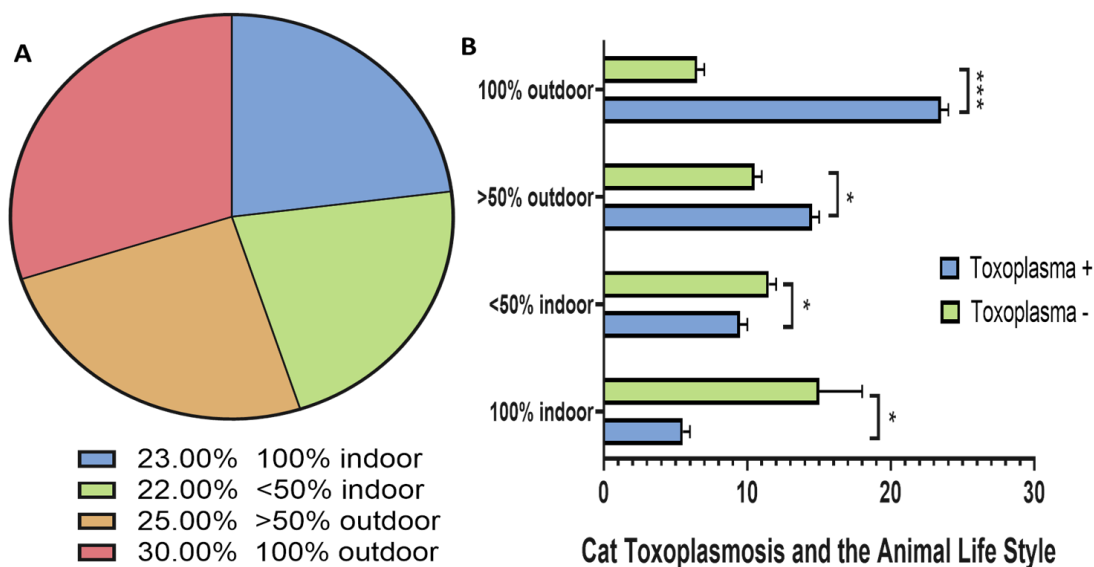 A
23.00% 100% indoor
22.00% <50% indoor
25.00% >50% outdoor
30.00% 100% outdoor
B
100% outdoor
***
>50% outdoor
*
<50% indoor
*
100% indoor
*
Toxoplasma +
Toxoplasma -
0 10 20 30
Cat Toxoplasmosis and the Animal Life Style